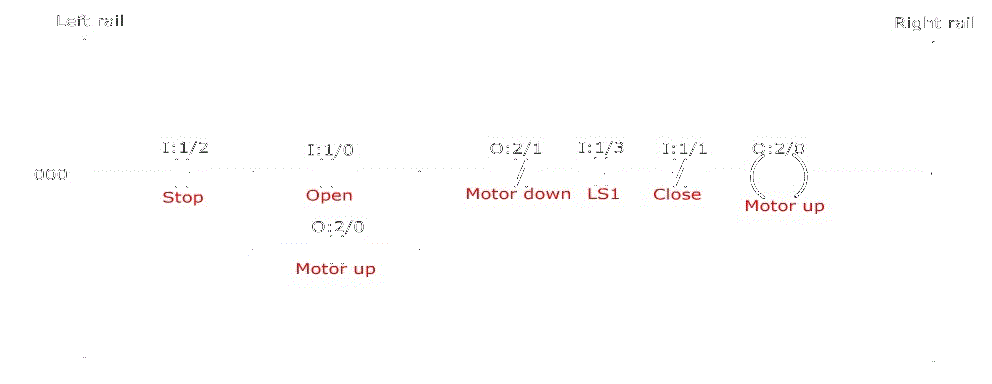 Left rail
Right rail
I:1/2
I:1/0
O:2/1
I:1/3
I:1/1
O:2/0
000
Stop
Open
Motor down
LS1
Close
Motor up
O:2/0
Motor up